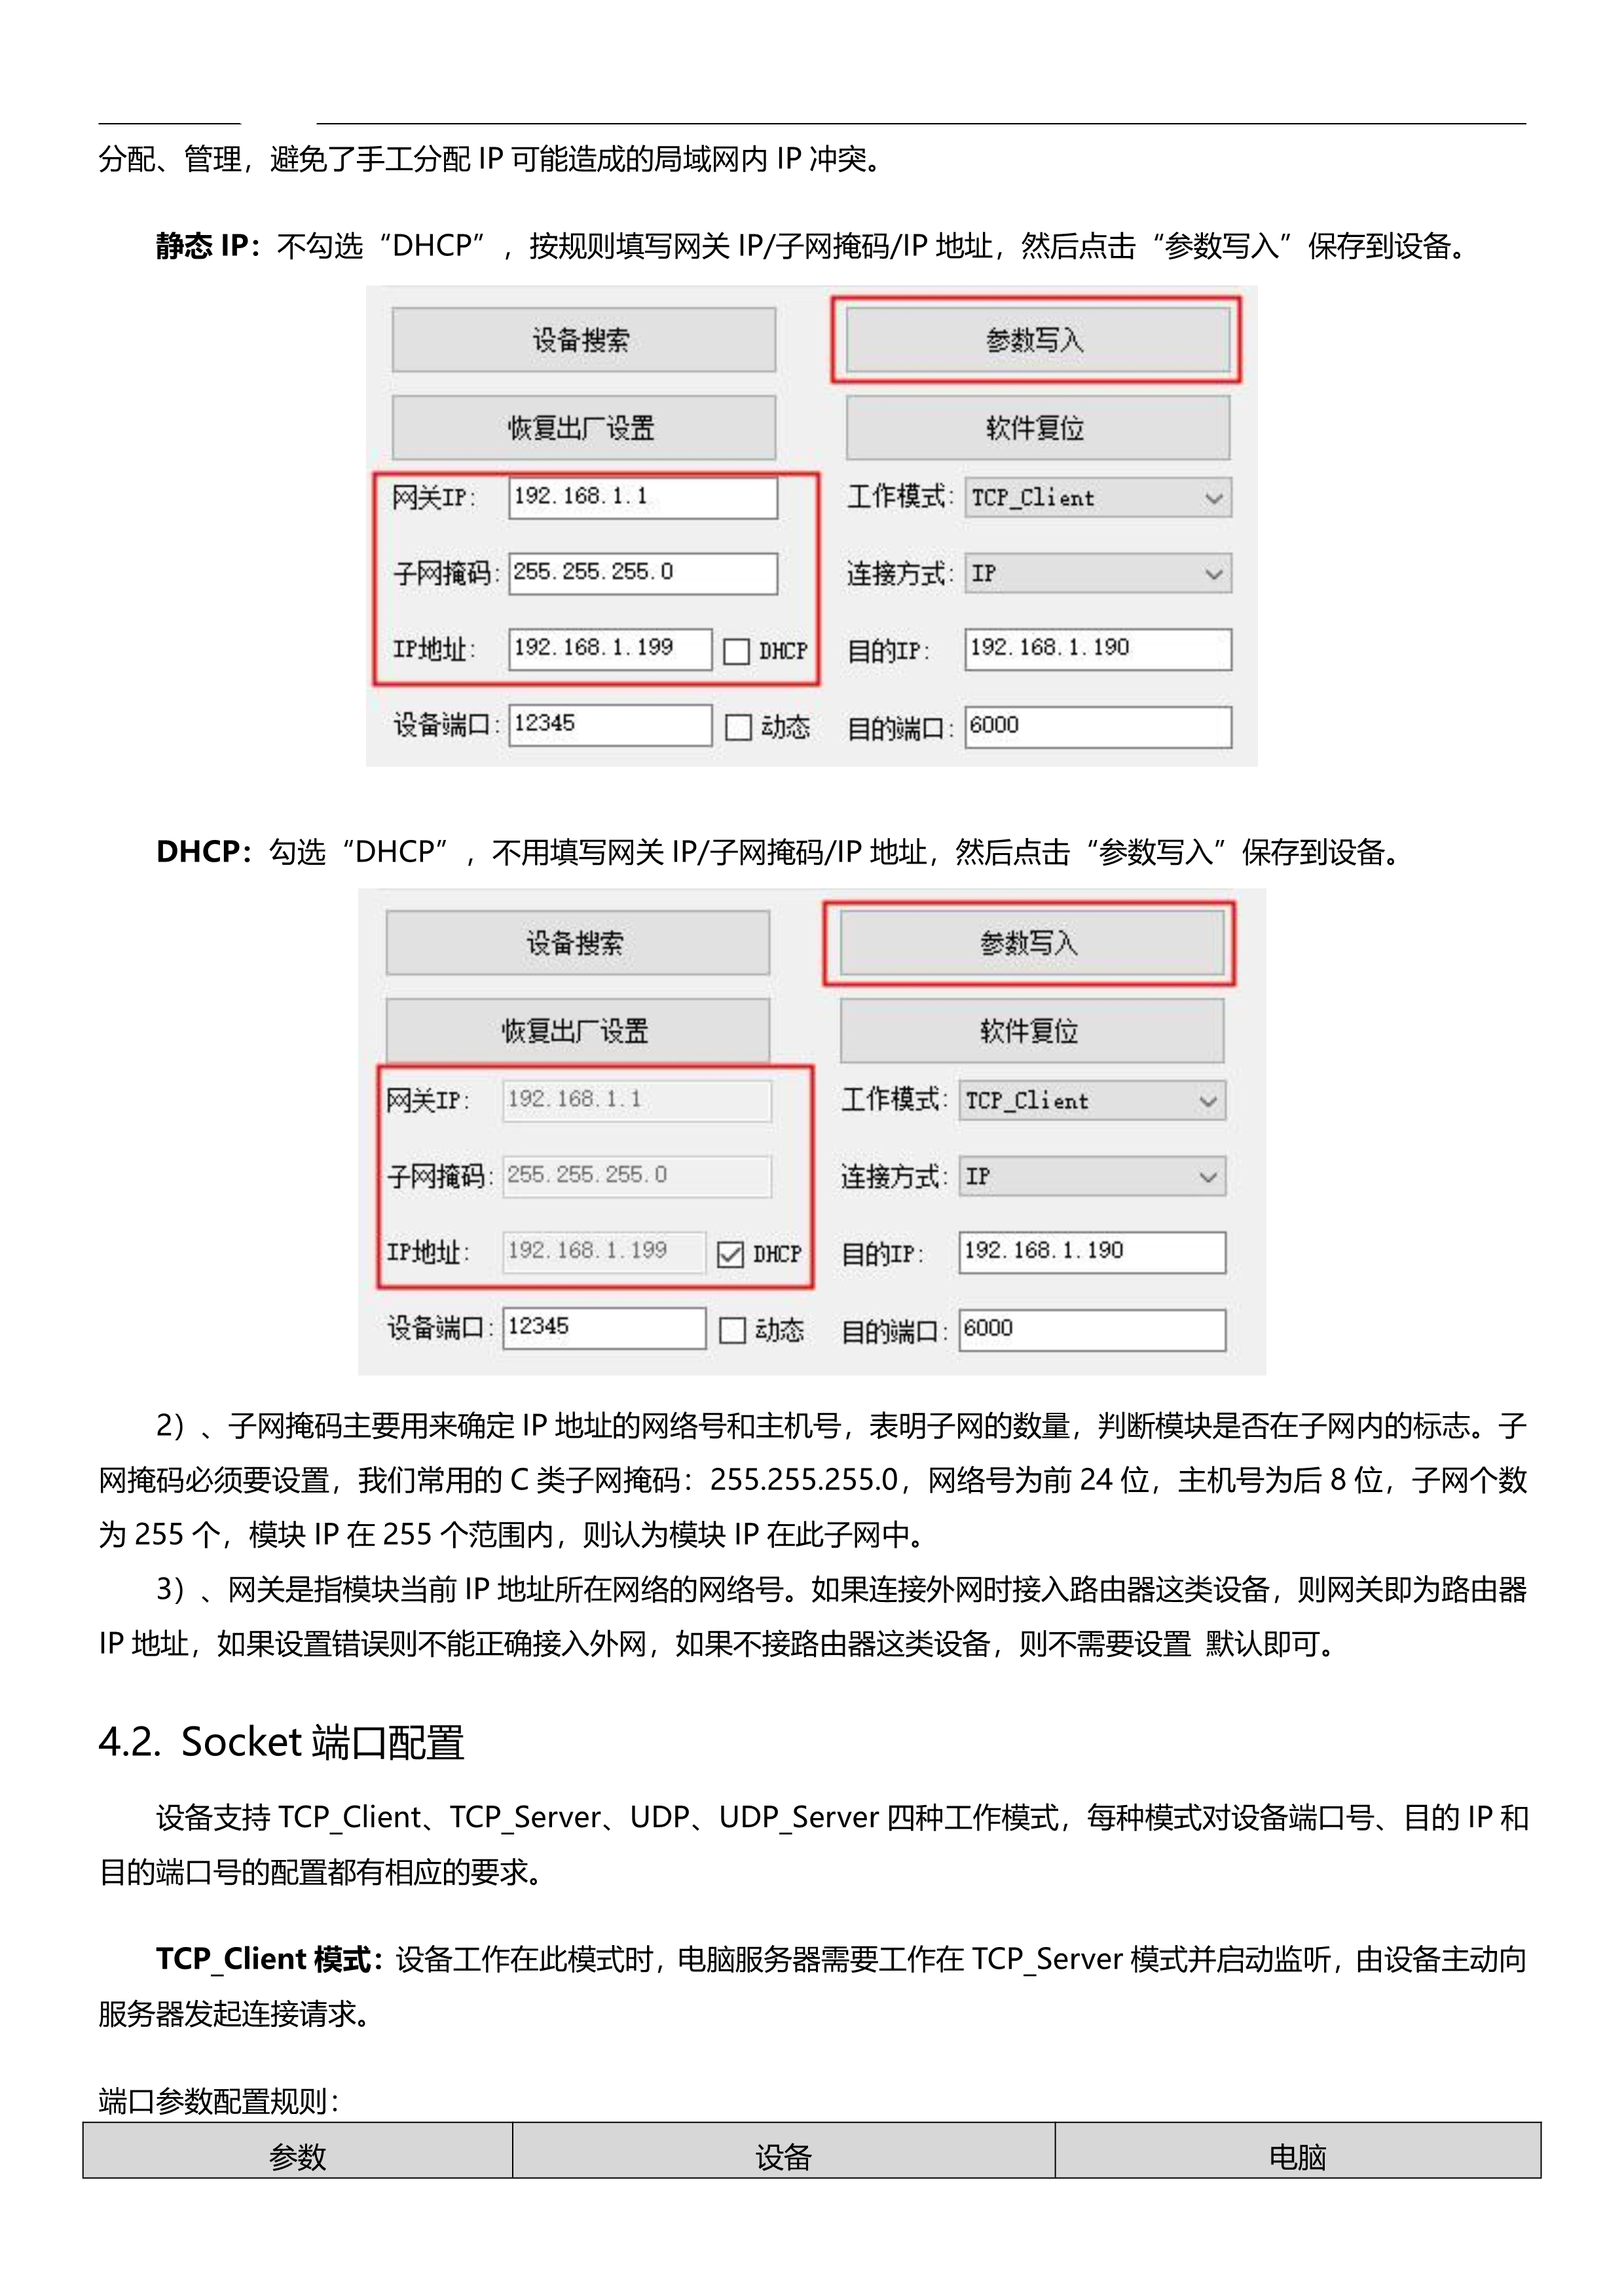 分配、管理，避免了手工分配 IP 可能造成的局域网内 IP 冲突。
静态 IP：不勾选“DHCP”，按规则填写网关 IP/子网掩码/IP 地址，然后点击“参数写入”保存到设备。
设备搜索 参数写入
恢复出厂设置 软件复位
网关IP: 192.168.1.1 工作模式: TCP_Client
子网掩码: 255.255.255.0 连接方式: IP
IP地址: 192.168.1.199 DHCP 目的IP: 192.168.1.190
设备端口: 12345 动态 目的端口: 6000
DHCP：勾选“DHCP”，不用填写网关 IP/子网掩码/IP 地址，然后点击“参数写入”保存到设备。
设备搜索 参数写入
恢复出厂设置 软件复位
网关IP: 192.168.1.1 工作模式: TCP_Client
子网掩码: 255.255.255.0 连接方式: IP
IP地址: 192.168.1.199 DHCP 目的IP: 192.168.1.190
设备端口: 12345 动态 目的端口: 6000
2）、子网掩码主要用来确定 IP 地址的网络号和主机号，表明子网的数量，判断模块是否在子网内的标志。子
网掩码必须要设置，我们常用的 C 类子网掩码：255.255.255.0，网络号为前 24 位，主机号为后 8 位，子网个数
为 255 个，模块 IP 在 255 个范围内，则认为模块 IP 在此子网中。
3）、网关是指模块当前 IP 地址所在网络的网络号。如果连接外网时接入路由器这类设备，则网关即为路由器
IP 地址，如果设置错误则不能正确接入外网，如果不接路由器这类设备，则不需要设置 默认即可。
4.2. Socket 端口配置
设备支持 TCP_Client、TCP_Server、UDP、UDP_Server 四种工作模式，每种模式对设备端口号、目的 IP 和
目的端口号的配置都有相应的要求。
TCP_Client 模式：设备工作在此模式时，电脑服务器需要工作在 TCP_Server 模式并启动监听，由设备主动向
服务器发起连接请求。
端口参数配置规则：
参数 设备 电脑